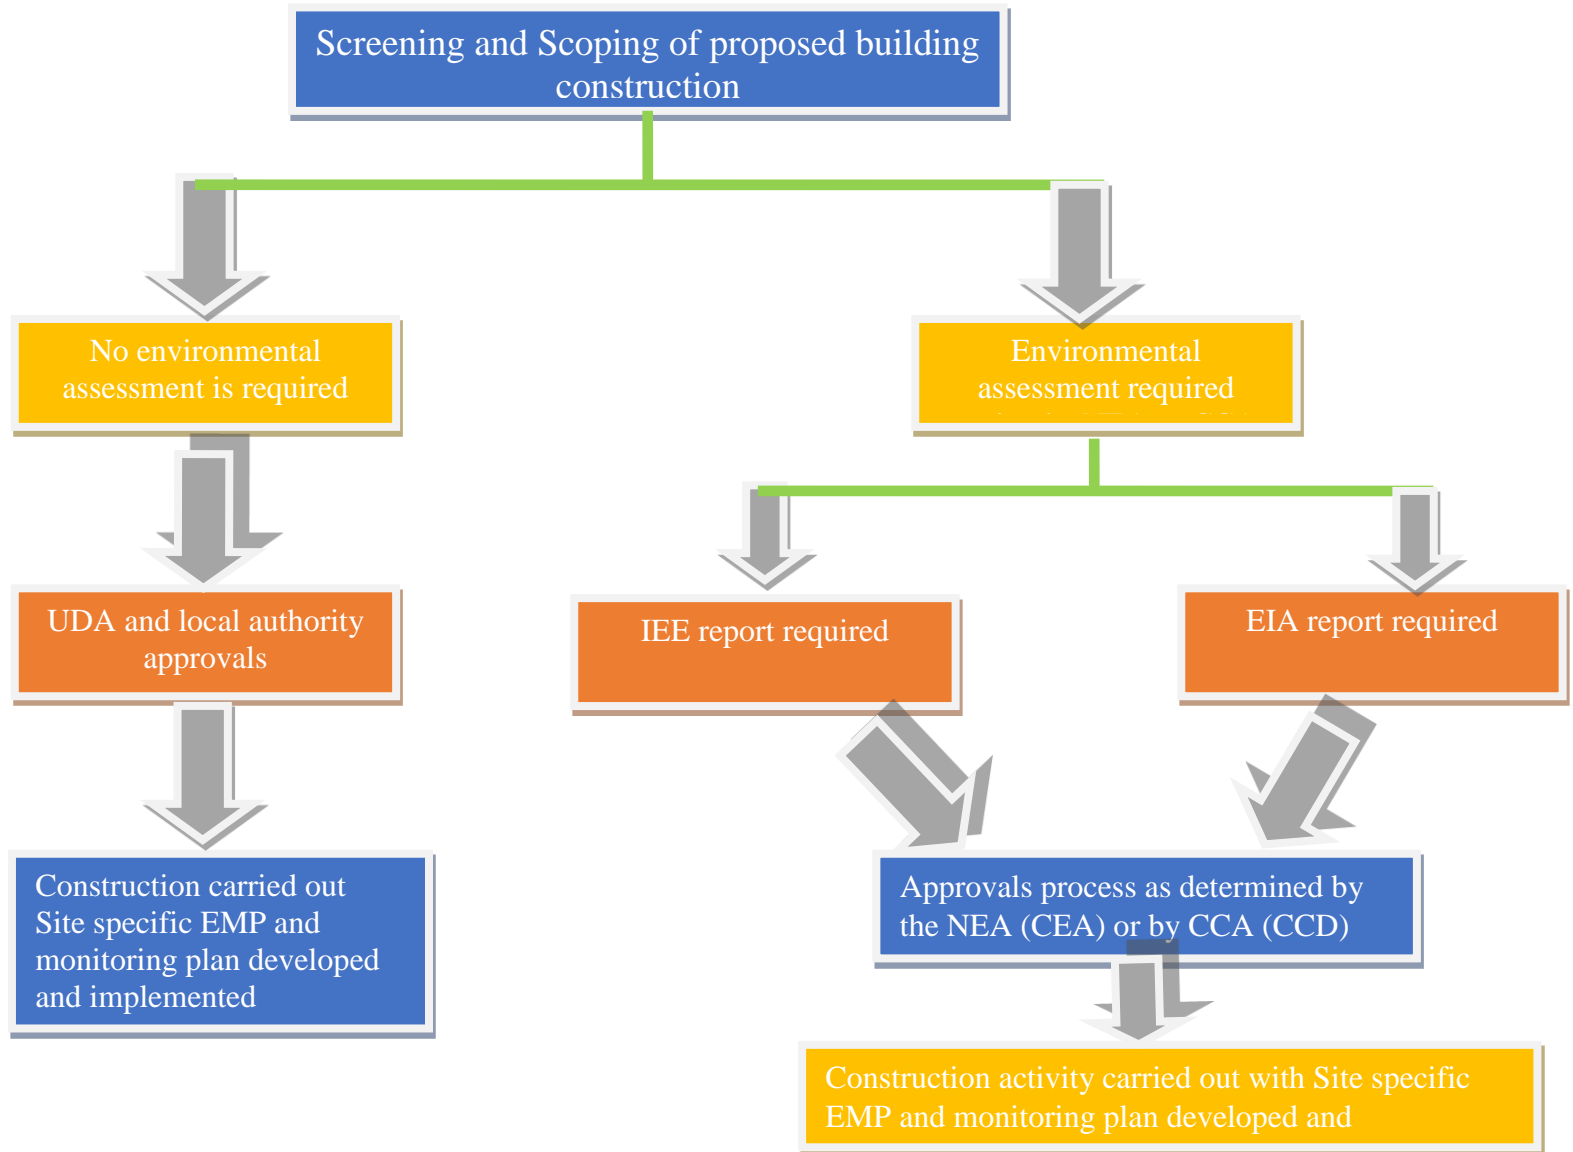 Screening and Scoping of proposed building
construction
No environmental
assessment is required
Environmental
assessment required
UDA and local authority
approvals
IEE report required
EIA report required
Construction carried out
Site specific EMP and
monitoring plan developed
and implemented
Approvals process as determined by
the NEA (CEA) or by CCA (CCD)
Construction activity carried out with Site specific
EMP and monitoring plan developed and